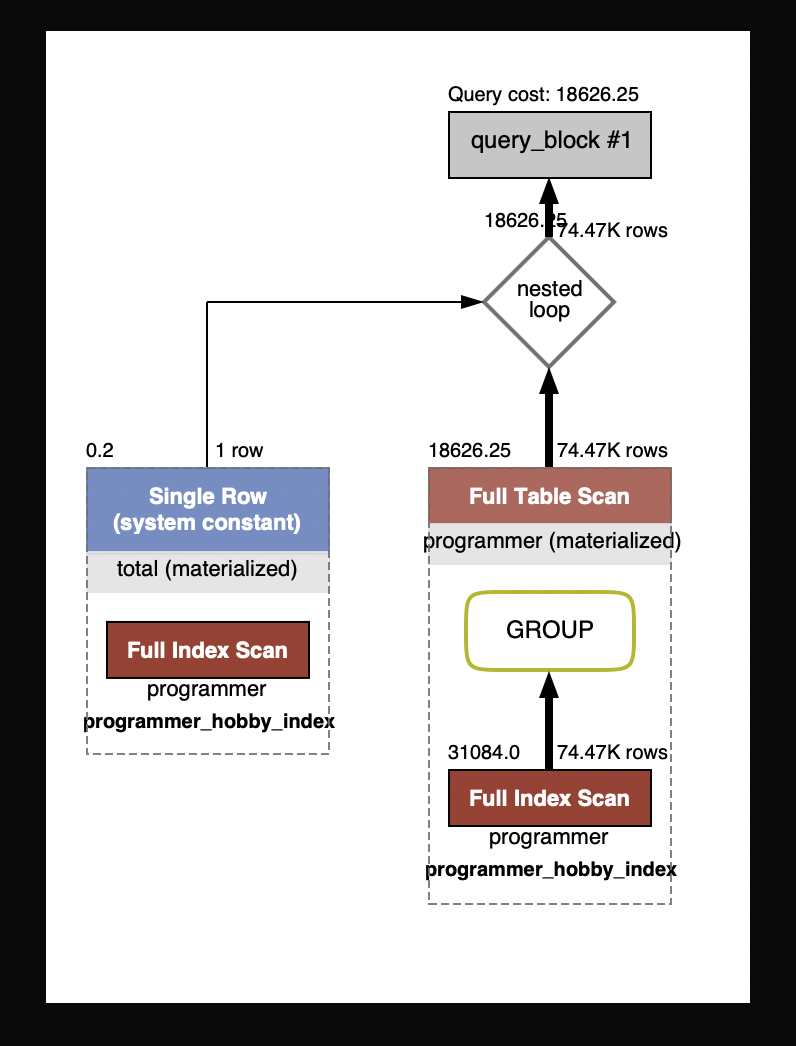 Query cost: 18626.25
query_block #1
18626.25
74.47K rows
nested
loop
0.2
1 row
18626.25
74.47K rows
Single Row
(system constant)
total (materialized)
Full Index Scan
programmer
programmer_hobby_index
Full Table Scan
programmer (materialized)
GROUP
31084.0
74.47K rows
Full Index Scan
programmer
programmer_hobby_index